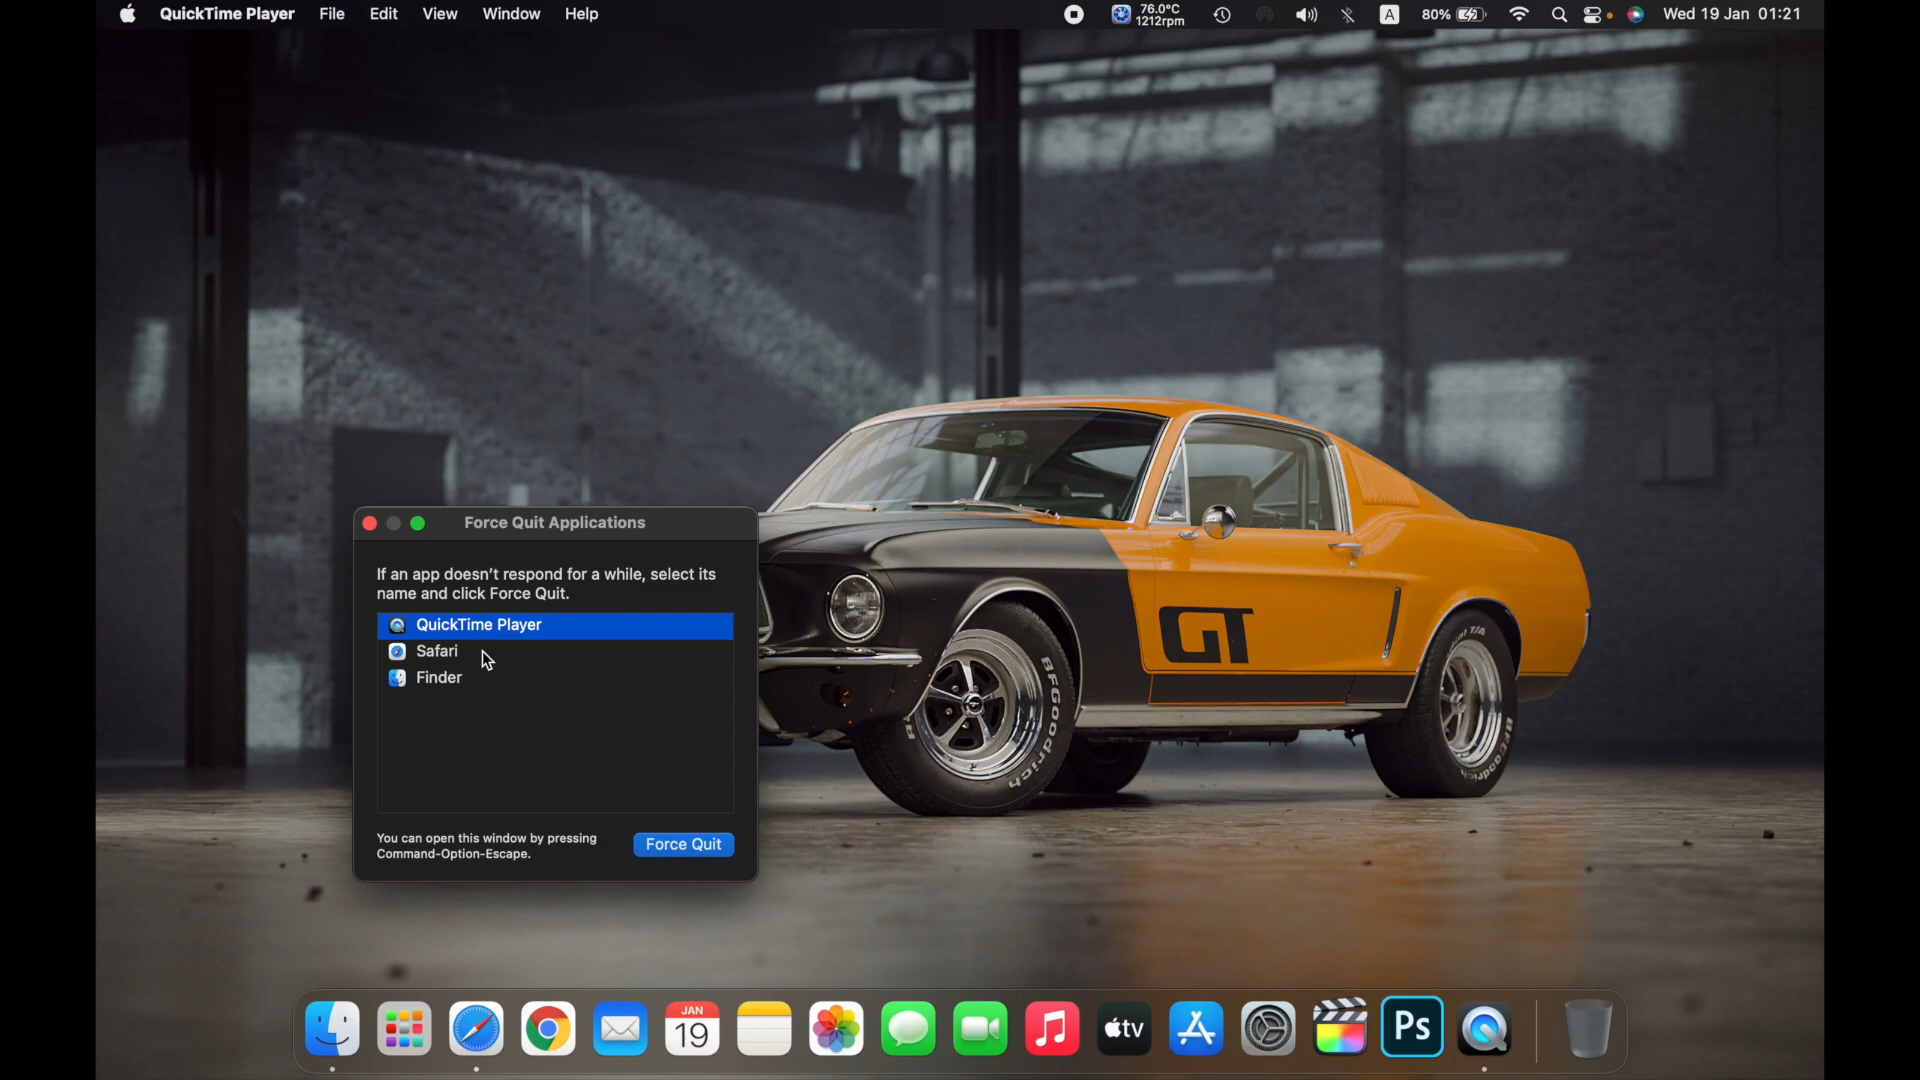 QuickTime Player File Edit View Window Help
76.0°C
1212rpm
A
80%
Wed 19 Jan 01:21
GT
BFGoodrich
T/A
BFGoodrich
Force Quit Applications
If an app doesn't respond for a while, select its
name and click Force Quit.
QuickTime Player
Safari
Finder
You can open this window by pressing
Command-Option-Escape.
Force Quit
JAN
19
tv
Ps